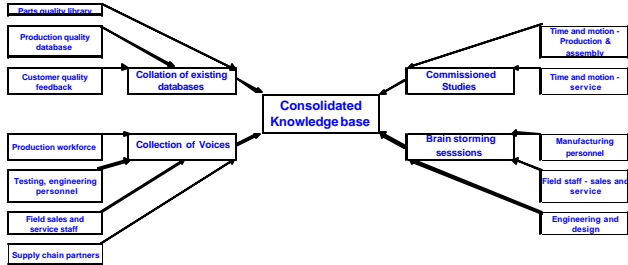 Parts quality library
Production quality
database
Customer quality
feedback
Collation of existing
databases
Production workforce
Testing, engineering
personnel
Field sales and
service staff
Supply chain partners
Collection of Voices
Consolidated
Knowledge base
Commissioned
Studies
Time and motion -
Production &
assembly
Time and motion -
service
Brain storming
sesssions
Manufacturing
personnel
Field staff - sales and
service
Engineering and
design